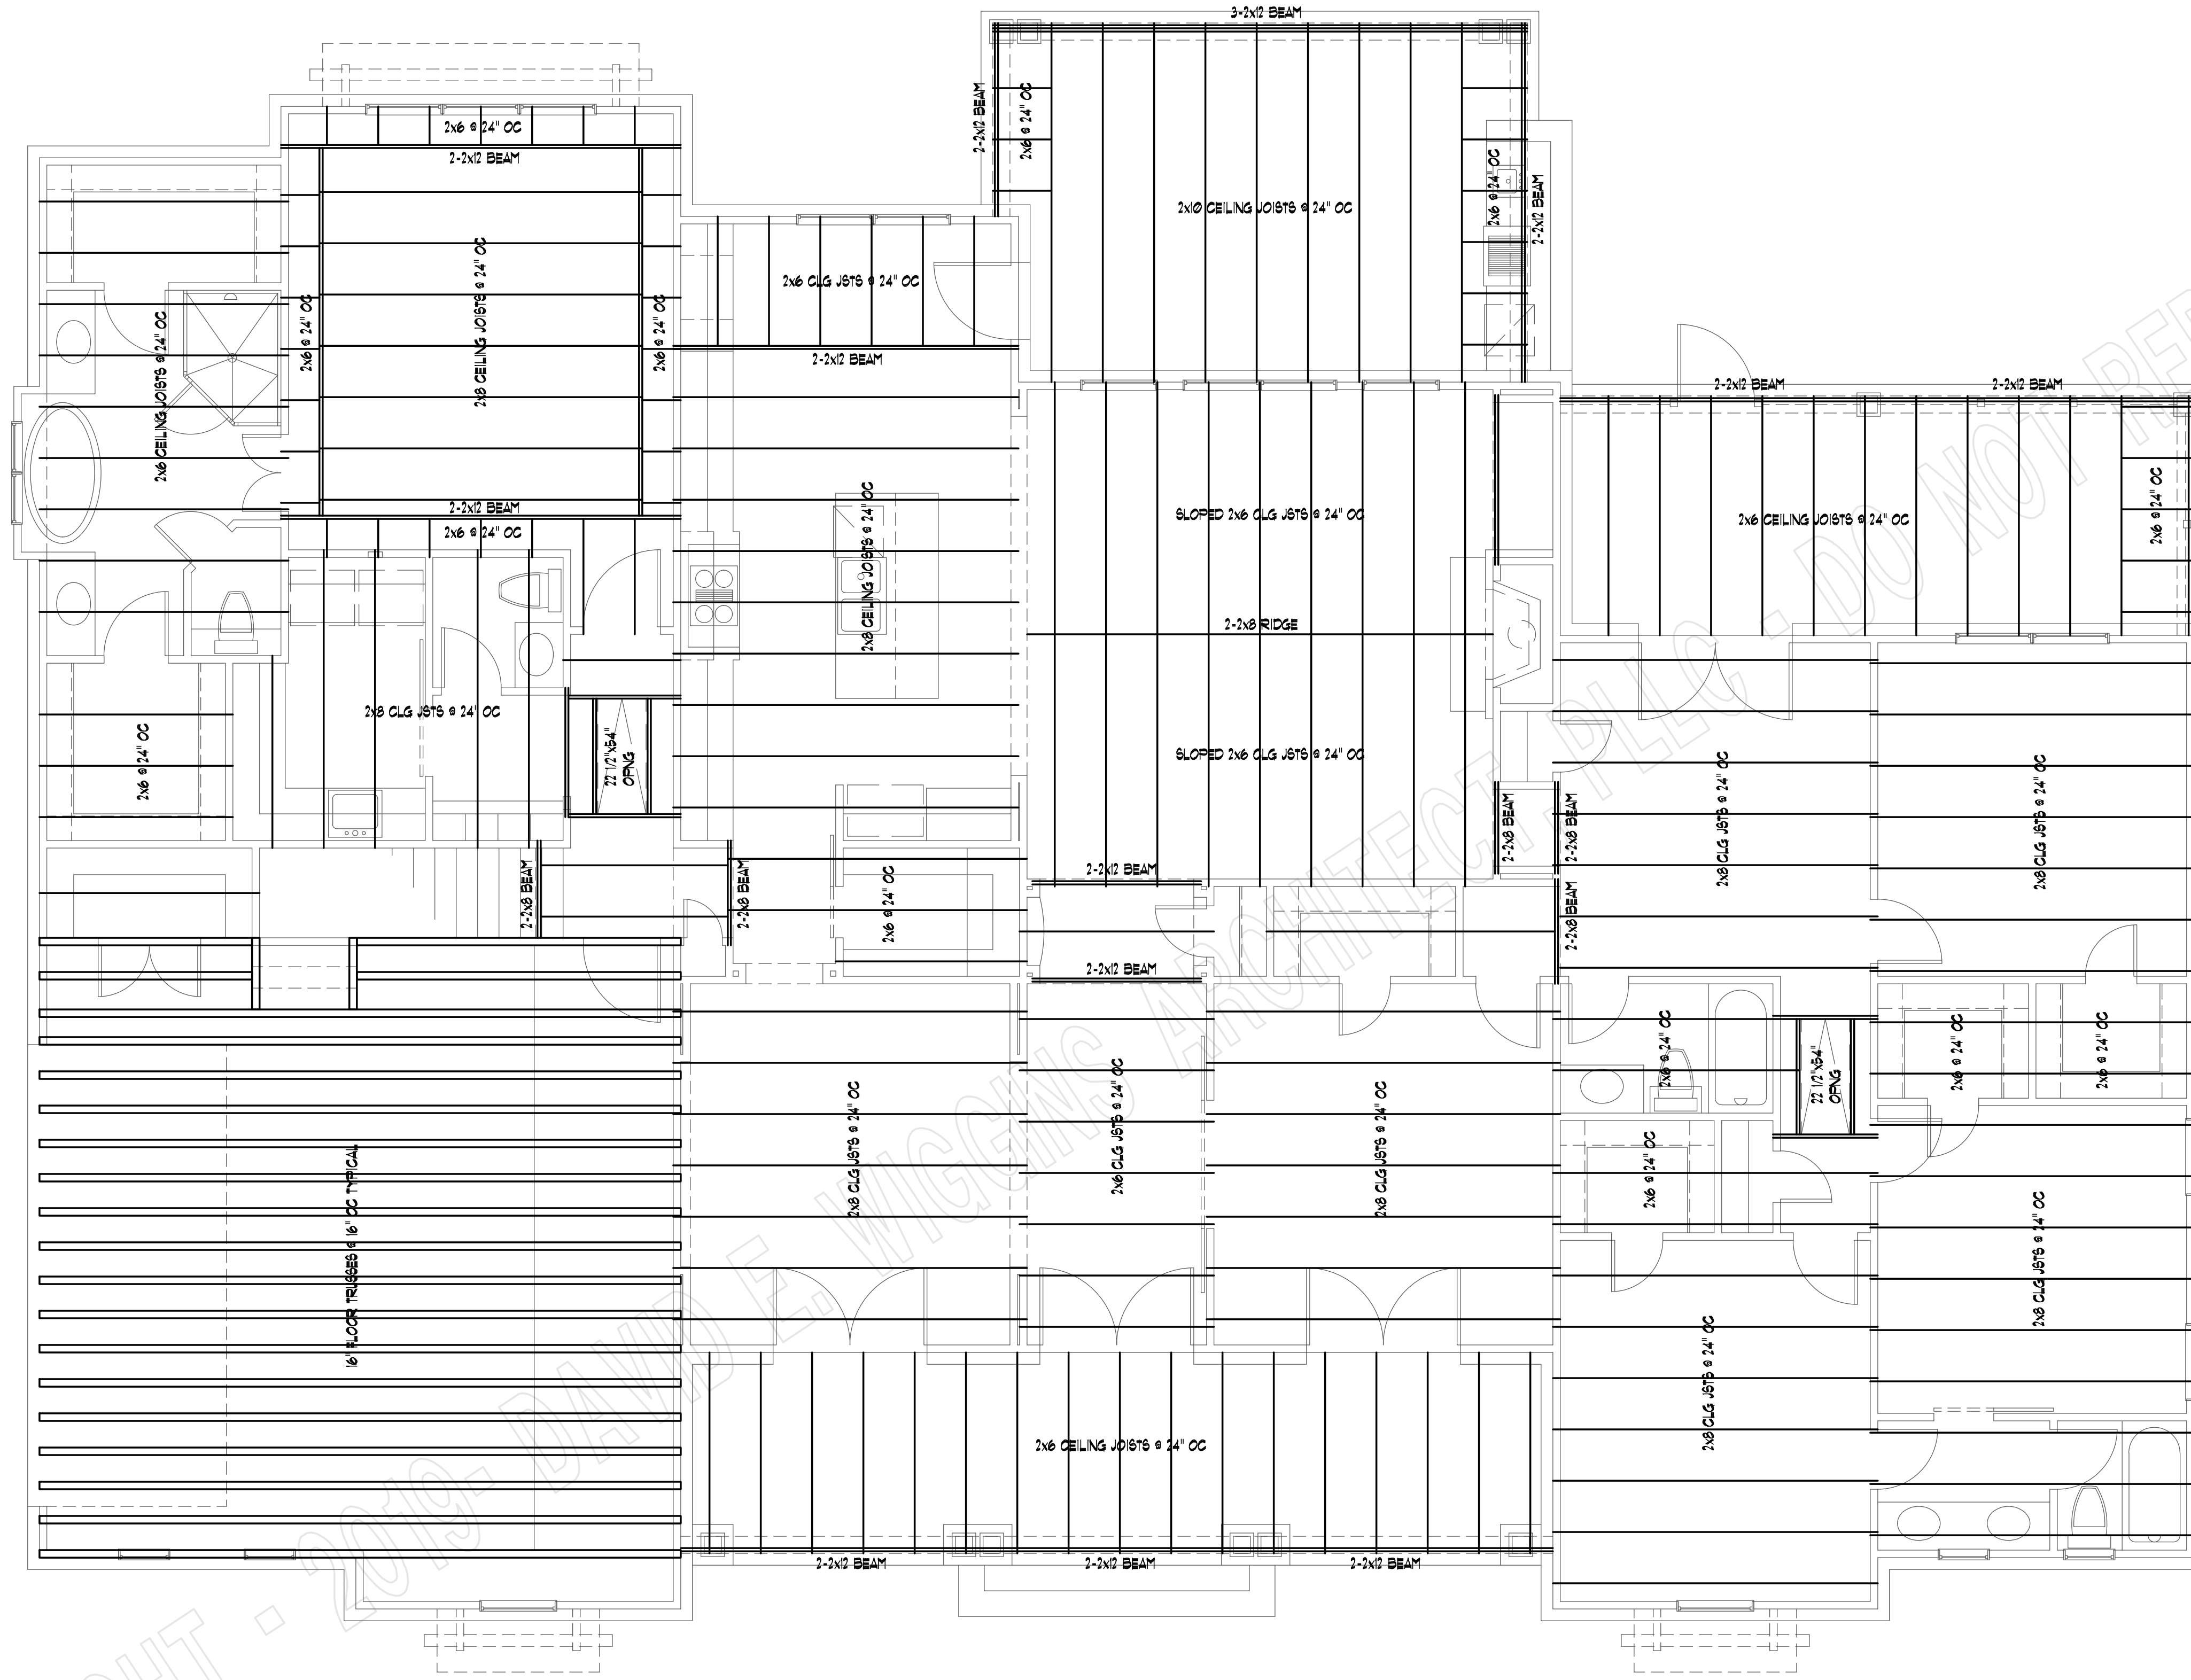 3-2x12 BEAM
2x6 @ 24" OC
2-2x12 BEAM
2-2x12 BEAM
2x6 @ 24" OC
2x6 @ 24" OC
2-2x12 BEAM
2x10 CEILING JOISTS @ 24" OC
2x6 CLG JSTS @ 24" OC
2-2x12 BEAM
2x6 CEILING JOISTS @ 24" OC
2x6 @ 24" OC
2x8 CEILING JOISTS @ 24" OC
2x6 @ 24" OC
2-2x12 BEAM
2x6 @ 24" OC
2-2x12 BEAM
2-2x12 BEAM
2x8 CEILING JOISTS @ 24" OC
SLOPED 2x6 CLG JSTS @ 24" OC
2-2x8 RIDGE
SLOPED 2x6 CLG JSTS @ 24" OC
2x6 CEILING JOISTS @ 24" OC
2x6 @ 24" OC
2x8 CLG JSTS @ 24" OC
2x6 @ 24" OC
22 1/2"x54"
OPNG
2-2x8 BEAM
2-2x8 BEAM
2x6 @ 24" OC
2-2x12 BEAM
2-2x12 BEAM
2-2x8 BEAM
2-2x8 BEAM
2-2x8 BEAM
2x8 CLG JSTS @ 24" OC
2x8 CLG JSTS @ 24" OC
2x6 @ 24" OC
22 1/2"x54"
OPNG
2x6 @ 24" OC
2x6 @ 24" OC
2x6 @ 24" OC
16" FLOOR TRUSSES @ 16" OC TYPICAL
2x8 CLG JSTS @ 24" OC
2x6 CLG JSTS @ 24" OC
2x8 CLG JSTS @ 24" OC
2x8 CLG JSTS @ 24" OC
2x8 CLG JSTS @ 24" OC
2x6 CEILING JOISTS @ 24" OC
2-2x12 BEAM
2-2x12 BEAM
2-2x12 BEAM
- 2019- DAVID E. WIGGINS ARCHITECT, PLLC - DO NOT